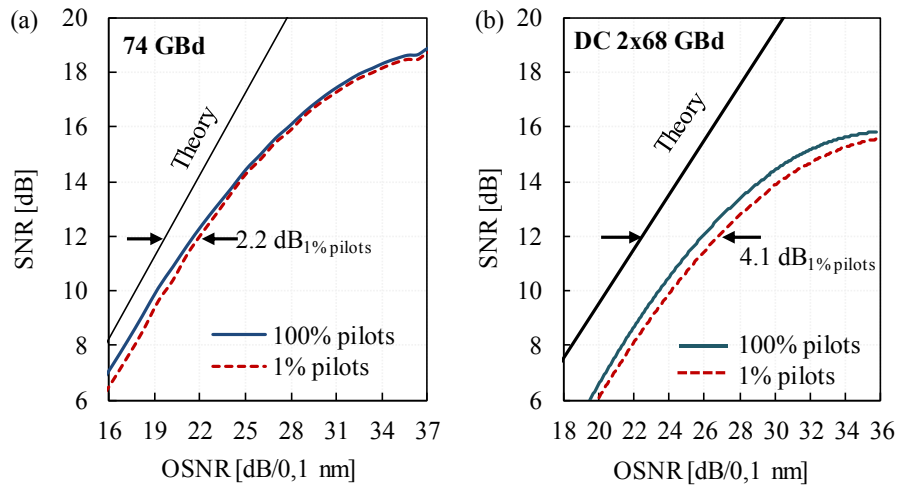 (a)
74 GBd
Theory
2.2 dB1% pilots
100% pilots
1% pilots
SNR [dB]
20
18
16
14
12
10
8
6
16 19 22 25 28 31 34 37
OSNR [dB/0,1 nm]
(b)
DC 2x68 GBd
Theory
4.1 dB1% pilots
100% pilots
1% pilots
SNR [dB]
20
18
16
14
12
10
8
6
18 20 22 24 26 28 30 32 34 36
OSNR [dB/0,1 nm]